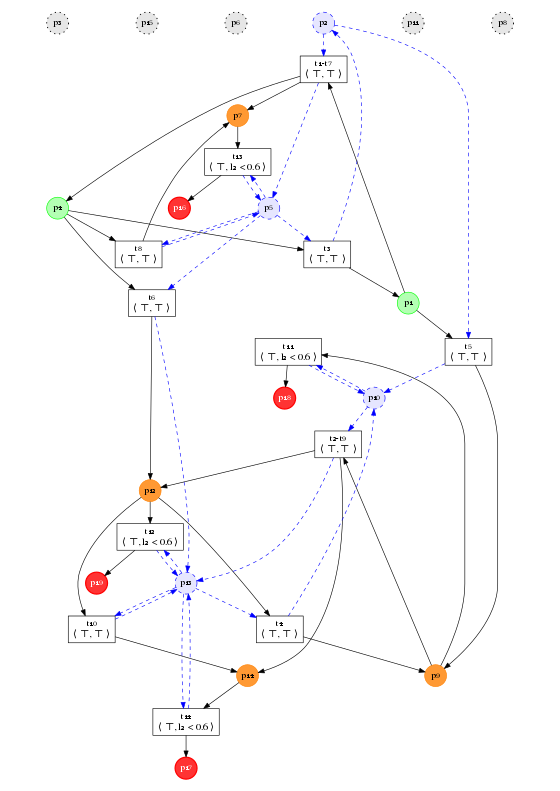 p3
p15
p6
p2
p11
p8
t1-t7
( ⊤, ⊤ )
p7
t13
( ⊤, l₂ < 0.6)
p16
p4
p5
t8
( ⊤, ⊤ )
t3
( ⊤, ⊤ )
t6
( ⊤, ⊤ )
p1
t11
( ⊤, l₂ < 0.6)
t5
( ⊤, ⊤ )
p18
p10
t2-t9
( ⊤, ⊤ )
p12
t12
( ⊤, l₂ < 0.6)
p19
p13
t10
( ⊤, ⊤ )
t4
( ⊤, ⊤ )
p14
p9
t14
( ⊤, l₂ < 0.6)
p17